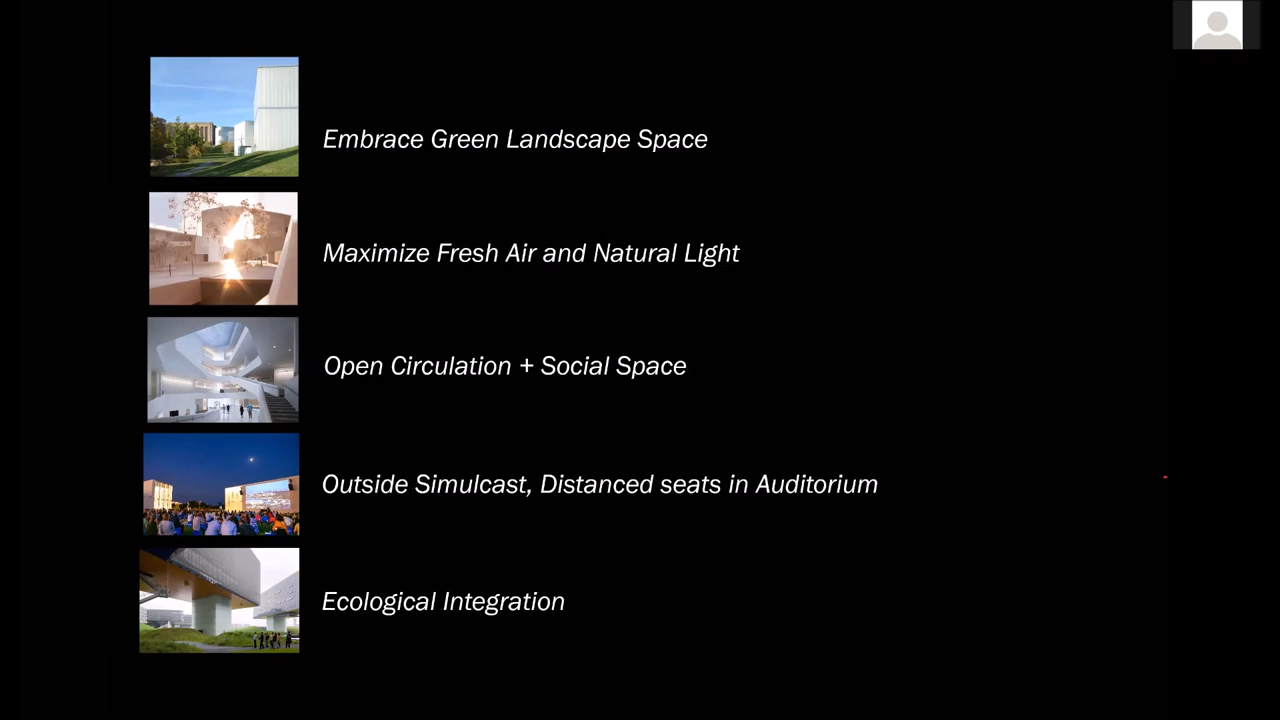 Embrace Green Landscape Space
Maximize Fresh Air and Natural Light
Open Circulation + Social Space
Outside Simulcast, Distanced seats in Auditorium
Ecological Integration